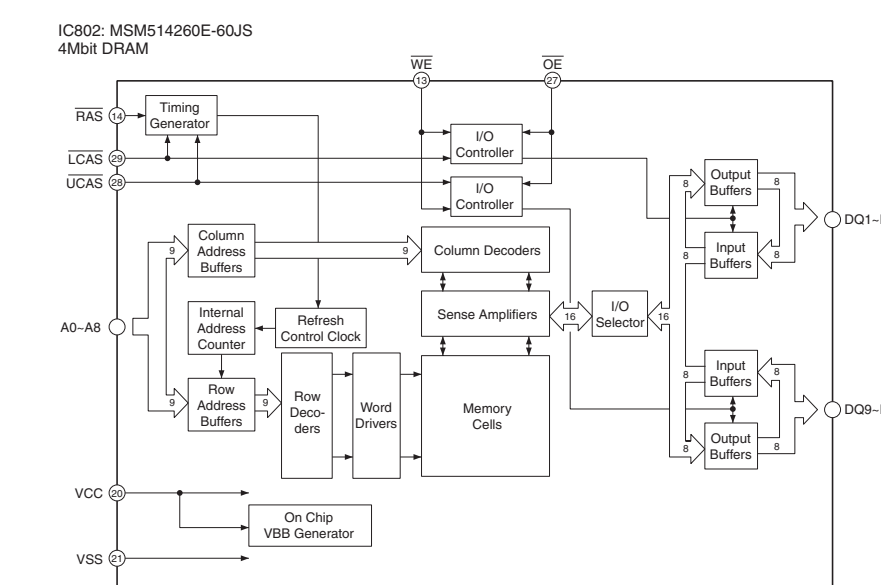 IC802: MSM514260E-60JS
4Mbit DRAM
WE
OE
13
27
RAS
14
Timing
Generator
LCAS
29
UCAS
28
I/O
Controller
I/O
Controller
Output
Buffers
8
8
8
DQ1~
Input
Buffers
8
8
Column
Address
Buffers
9
9
Column Decoders
A0~A8
Internal
Address
Counter
Refresh
Control Clock
Sense Amplifiers
16
I/O
Selector
16
Row
Address
Buffers
9
9
Row
Deco-
ders
Word
Drivers
Memory
Cells
Input
Buffers
8
8
DQ9~
Output
Buffers
8
8
VCC
20
On Chip
VBB Generator
VSS
21